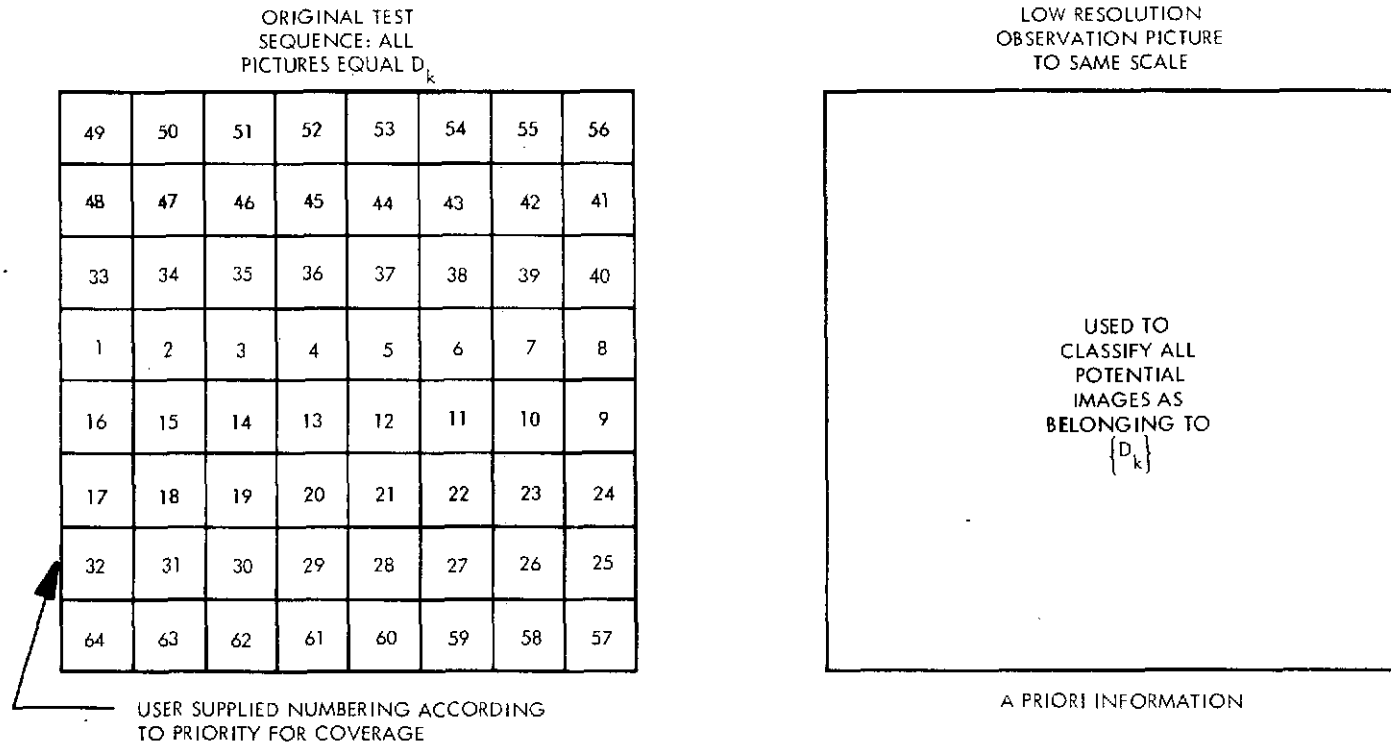 ORIGINAL TEST
SEQUENCE: ALL
PICTURES EQUAL D_k
49 50 51 52 53 54 55 56
48 47 46 45 44 43 42 41
33 34 35 36 37 38 39 40
1 2 3 4 5 6 7 8
16 15 14 13 12 11 10 9
17 18 19 20 21 22 23 24
32 31 30 29 28 27 26 25
64 63 62 61 60 59 58 57
USER SUPPLIED NUMBERING ACCORDING
TO PRIORITY FOR COVERAGE
LOW RESOLUTION
OBSERVATION PICTURE
TO SAME SCALE
USED TO
CLASSIFY ALL
POTENTIAL
IMAGES AS
BELONGING TO
{D_k}
A PRIORI INFORMATION